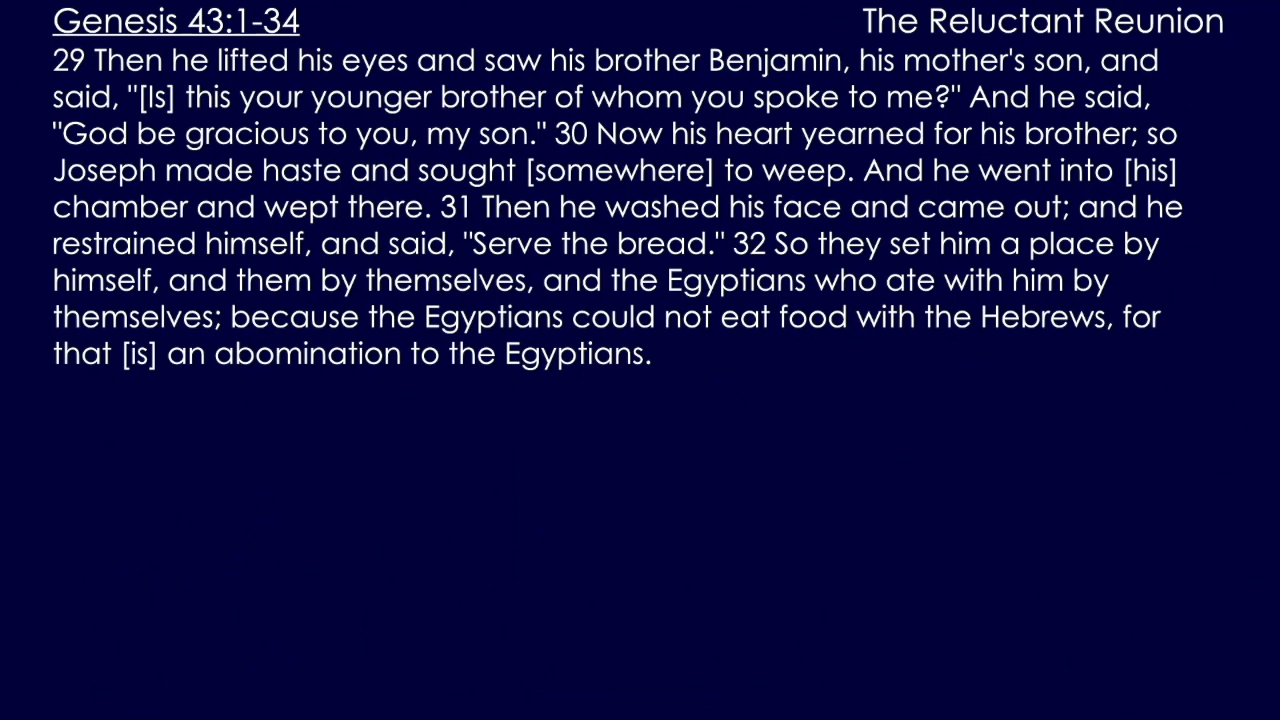 Genesis 43:1-34 The Reluctant Reunion
29 Then he lifted his eyes and saw his brother Benjamin, his mother's son, and
said, "[Is] this your younger brother of whom you spoke to me?" And he said,
"God be gracious to you, my son." 30 Now his heart yearned for his brother; so
Joseph made haste and sought [somewhere] to weep. And he went into [his]
chamber and wept there. 31 Then he washed his face and came out; and he
restrained himself, and said, "Serve the bread." 32 So they set him a place by
himself, and them by themselves, and the Egyptians who ate with him by
themselves; because the Egyptians could not eat food with the Hebrews, for
that [is] an abomination to the Egyptians.